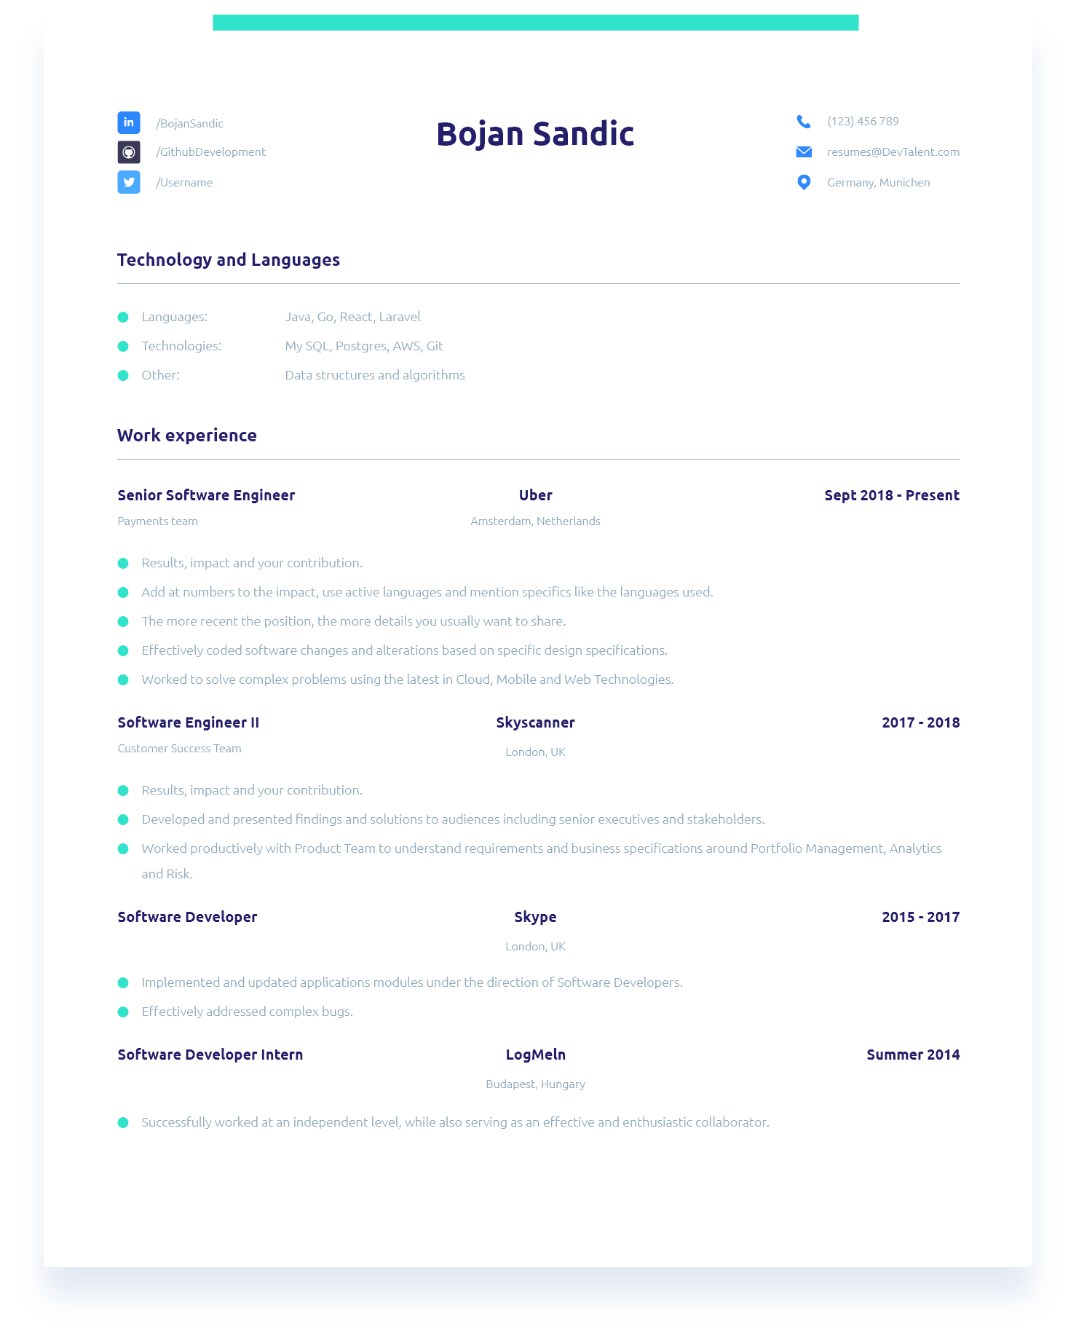 /BojanSandic
/GithubDevelopment
/Username
Bojan Sandic
(123) 456 789
resumes@DevTalent.com
Germany, Munichen
Technology and Languages
Languages: Java, Go, React, Laravel
Technologies: My SQL, Postgres, AWS, Git
Other: Data structures and algorithms
Work experience
Senior Software Engineer Uber Sept 2018 - Present
Payments team Amsterdam, Netherlands
Results, impact and your contribution.
Add at numbers to the impact, use active languages and mention specifics like the languages used.
The more recent the position, the more details you usually want to share.
Effectively coded software changes and alterations based on specific design specifications.
Worked to solve complex problems using the latest in Cloud, Mobile and Web Technologies.
Software Engineer II Skyscanner 2017 - 2018
Customer Success Team London, UK
Results, impact and your contribution.
Developed and presented findings and solutions to audiences including senior executives and stakeholders.
Worked productively with Product Team to understand requirements and business specifications around Portfolio Management, Analytics
and Risk.
Software Developer Skype 2015 - 2017
London, UK
Implemented and updated applications modules under the direction of Software Developers.
Effectively addressed complex bugs.
Software Developer Intern LogMeln Summer 2014
Budapest, Hungary
Successfully worked at an independent level, while also serving as an effective and enthusiastic collaborator.